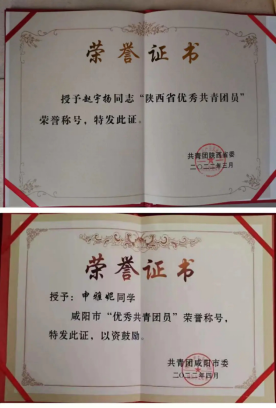 荣誉证书
授予赵宇杨同志“陕西省优秀共青团员”
荣誉称号，特发此证。
共青团陕西省委
二〇二二年三月
荣誉证书
授予：申雅妮同学
咸阳市“优秀共青团员”荣誉称号，
特发此证，以资鼓励。
共青团咸阳市委
二〇二二年四月